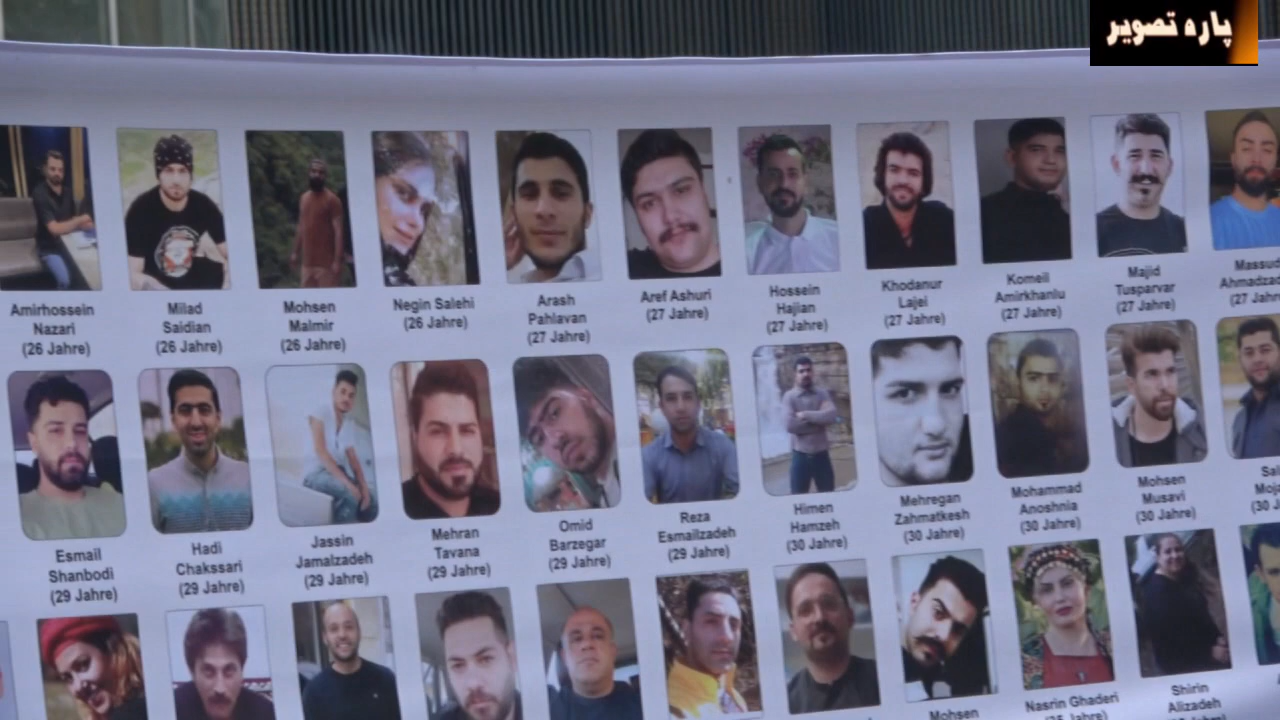 پاره تصویر
Amirhossein
Nazari
(26 Jahre)
Milad
Saidian
(26 Jahre)
Mohsen
Malmir
(26 Jahre)
Negin Salehi
(26 Jahre)
Arash
Pahlavan
(27 Jahre)
Aref Ashuri
(27 Jahre)
Hossein
Hajian
(27 Jahre)
Khodanur
Lajei
(27 Jahre)
Komeil
Amirkhanlu
(27 Jahre)
Majid
Tusparvar
(27 Jahre)
Massud
(27 Jahre)
Esmail
Shanbodi
(29 Jahre)
Hadi
Chakssari
(29 Jahre)
Jassin
Jamalzadeh
(29 Jahre)
Mehran
Tavana
(29 Jahre)
Omid
Barzegar
(29 Jahre)
Reza
Esmailzadeh
(29 Jahre)
Himen
Hamzeh
(30 Jahre)
Mehregan
Zahmatkesh
(30 Jahre)
Mohammad
Anoshnia
(30 Jahre)
Mohsen
Musavi
(30 Jahre)
Mohsen
Nasrin Ghaderi
Shirin
Alizadeh